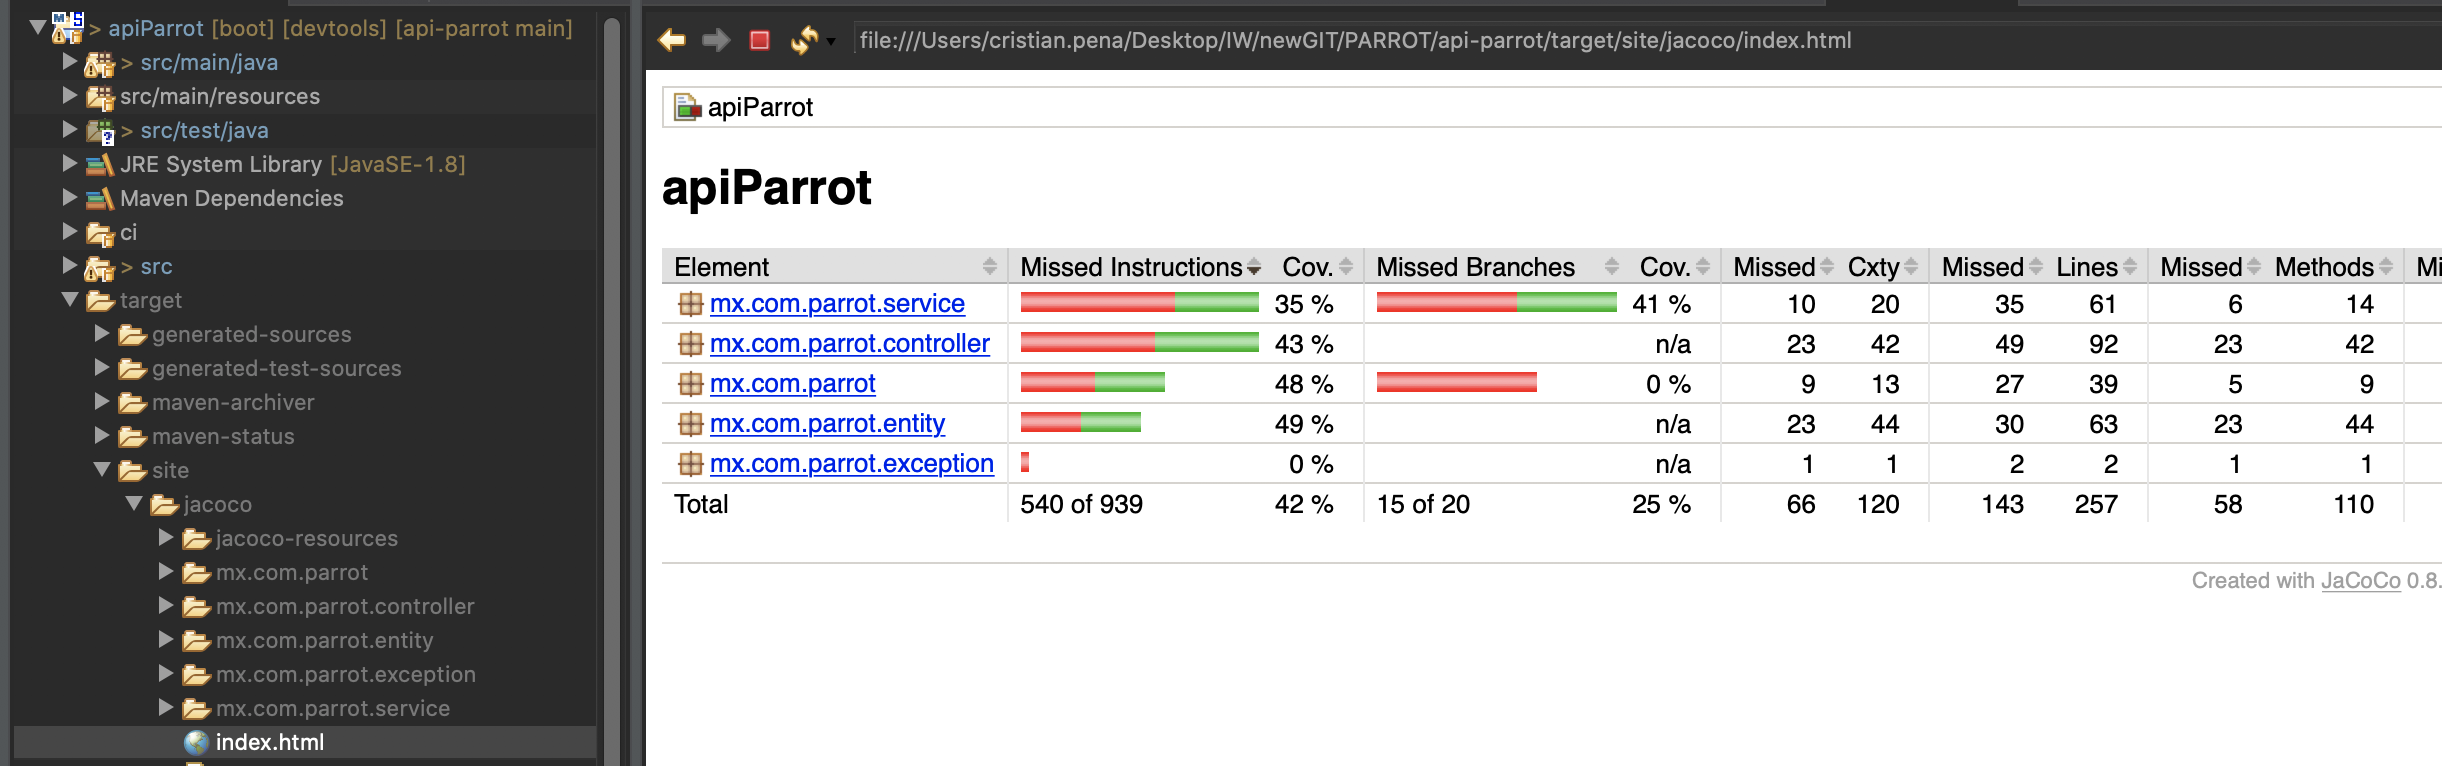 > apiParrot [boot] [devtools] [api-parrot main]
> src/main/java
src/main/resources
> src/test/java
JRE System Library [JavaSE-1.8]
Maven Dependencies
ci
> src
target
generated-sources
generated-test-sources
maven-archiver
maven-status
site
jacoco
jacoco-resources
mx.com.parrot
mx.com.parrot.controller
mx.com.parrot.entity
mx.com.parrot.exception
mx.com.parrot.service
index.html
file:///Users/cristian.pena/Desktop/IW/newGIT/PARROT/api-parrot/target/site/jacoco/index.html
apiParrot
apiParrot
Element Missed Instructions Cov. Missed Branches Cov. Missed Cxty Missed Lines Missed Methods Mi
mx.com.parrot.service 35 % 41 % 10 20 35 61 6 14
mx.com.parrot.controller 43 % n/a 23 42 49 92 23 42
mx.com.parrot 48 % 0 % 9 13 27 39 5 9
mx.com.parrot.entity 49 % n/a 23 44 30 63 23 44
mx.com.parrot.exception 0 % n/a 1 1 2 2 1 1
Total 540 of 939 42 % 15 of 20 25 % 66 120 143 257 58 110
Created with JaCoCo 0.8.